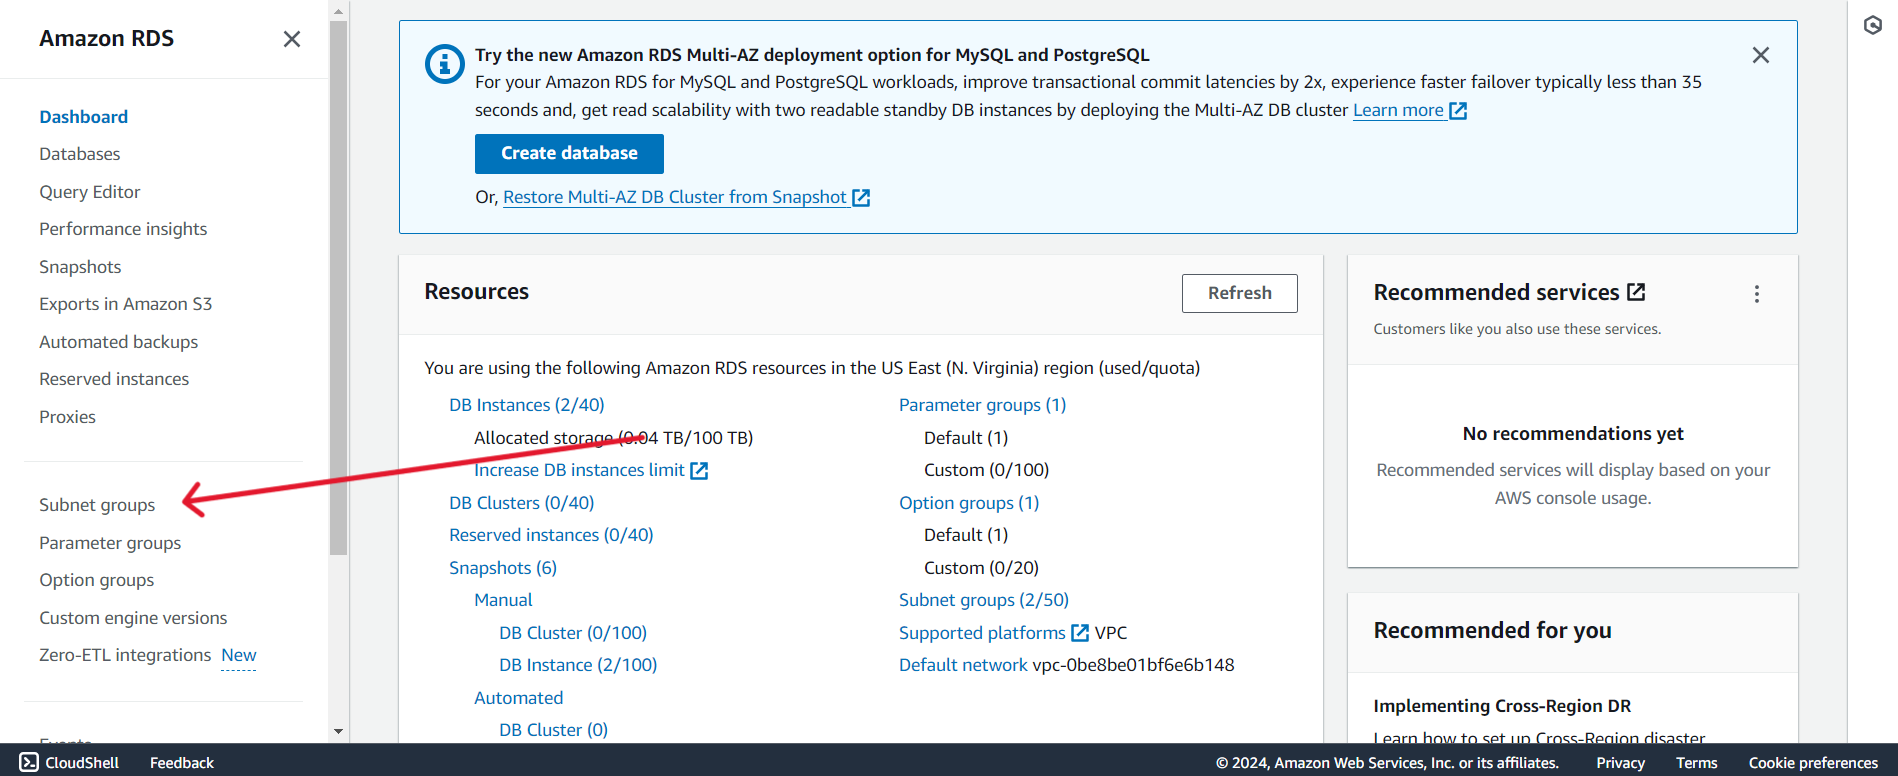 Amazon RDS
Dashboard
Databases
Query Editor
Performance insights
Snapshots
Exports in Amazon S3
Automated backups
Reserved instances
Proxies
Subnet groups
Parameter groups
Option groups
Custom engine versions
Zero-ETL integrations New
Events
Try the new Amazon RDS Multi-AZ deployment option for MySQL and PostgreSQL
For your Amazon RDS for MySQL and PostgreSQL workloads, improve transactional commit latencies by 2x, experience faster failover typically less than 35
seconds and, get read scalability with two readable standby DB instances by deploying the Multi-AZ DB cluster Learn more
Create database
Or, Restore Multi-AZ DB Cluster from Snapshot
Resources
Refresh
You are using the following Amazon RDS resources in the US East (N. Virginia) region (used/quota)
DB Instances (2/40)
Allocated storage (0.04 TB/100 TB)
Increase DB instances limit
DB Clusters (0/40)
Reserved instances (0/40)
Snapshots (6)
Manual
DB Cluster (0/100)
DB Instance (2/100)
Automated
DB Cluster (0)
Parameter groups (1)
Default (1)
Custom (0/100)
Option groups (1)
Default (1)
Custom (0/20)
Subnet groups (2/50)
Supported platforms VPC
Default network vpc-0be8be01bf6e6b148
Recommended services
Customers like you also use these services.
No recommendations yet
Recommended services will display based on your
AWS console usage.
Recommended for you
Implementing Cross-Region DR
Learn how to set up Cross-Region disaster
CloudShell
Feedback
© 2024, Amazon Web Services, Inc. or its affiliates.
Privacy
Terms
Cookie preferences